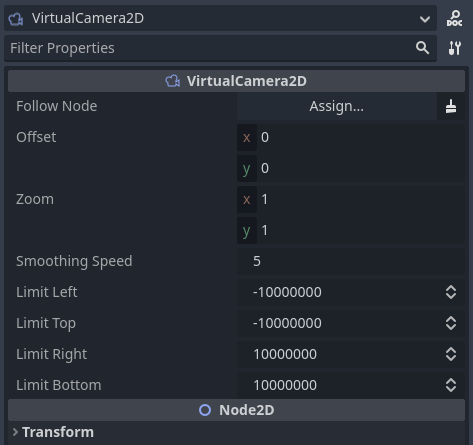 VirtualCamera2D
DOC
Filter Properties
VirtualCamera2D
Follow Node Assign...
Offset x 0
y 0
Zoom x 1
y 1
Smoothing Speed 5
Limit Left -10000000
Limit Top -10000000
Limit Right 10000000
Limit Bottom 10000000
Node2D
Transform